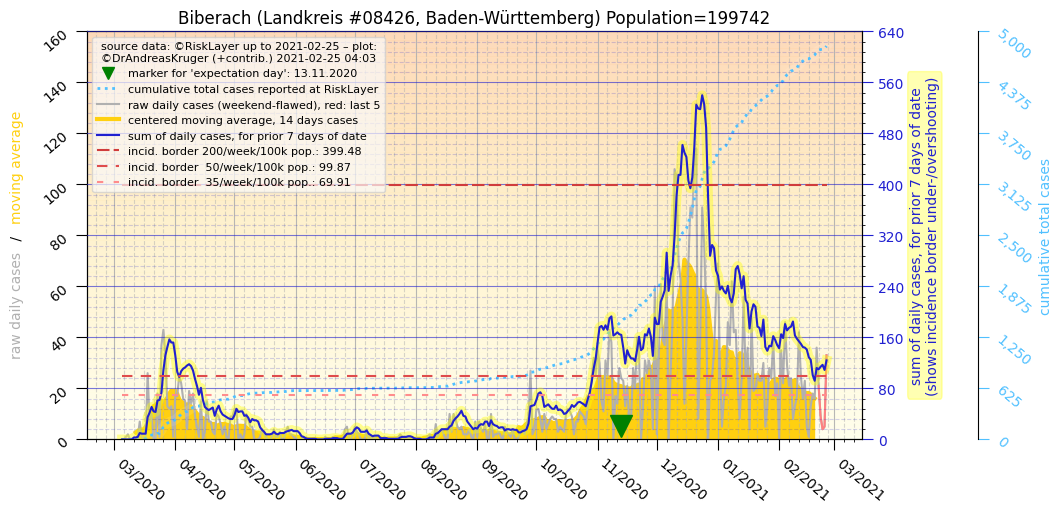 Biberach (Landkreis #08426, Baden-Württemberg) Population=199742
source data: ©RiskLayer up to 2021-02-25 – plot:
©DrAndreasKruger (+contrib.) 2021-02-25 04:03
marker for 'expectation day': 13.11.2020
cumulative total cases reported at RiskLayer
raw daily cases (weekend-flawed), red: last 5
centered moving average, 14 days cases
sum of daily cases, for prior 7 days of date
incid. border 200/week/100k pop.: 399.48
incid. border  50/week/100k pop.: 99.87
incid. border  35/week/100k pop.: 69.91
raw daily cases / moving average
160
140
120
100
80
60
40
20
0
03/2020
04/2020
05/2020
06/2020
07/2020
08/2020
09/2020
10/2020
11/2020
12/2020
01/2021
02/2021
03/2021
640
560
480
400
320
240
160
80
0
sum of daily cases, for prior 7 days of date
(shows incidence border under-/overshooting)
5,000
4,375
3,750
3,125
2,500
1,875
1,250
625
0
cumulative total cases